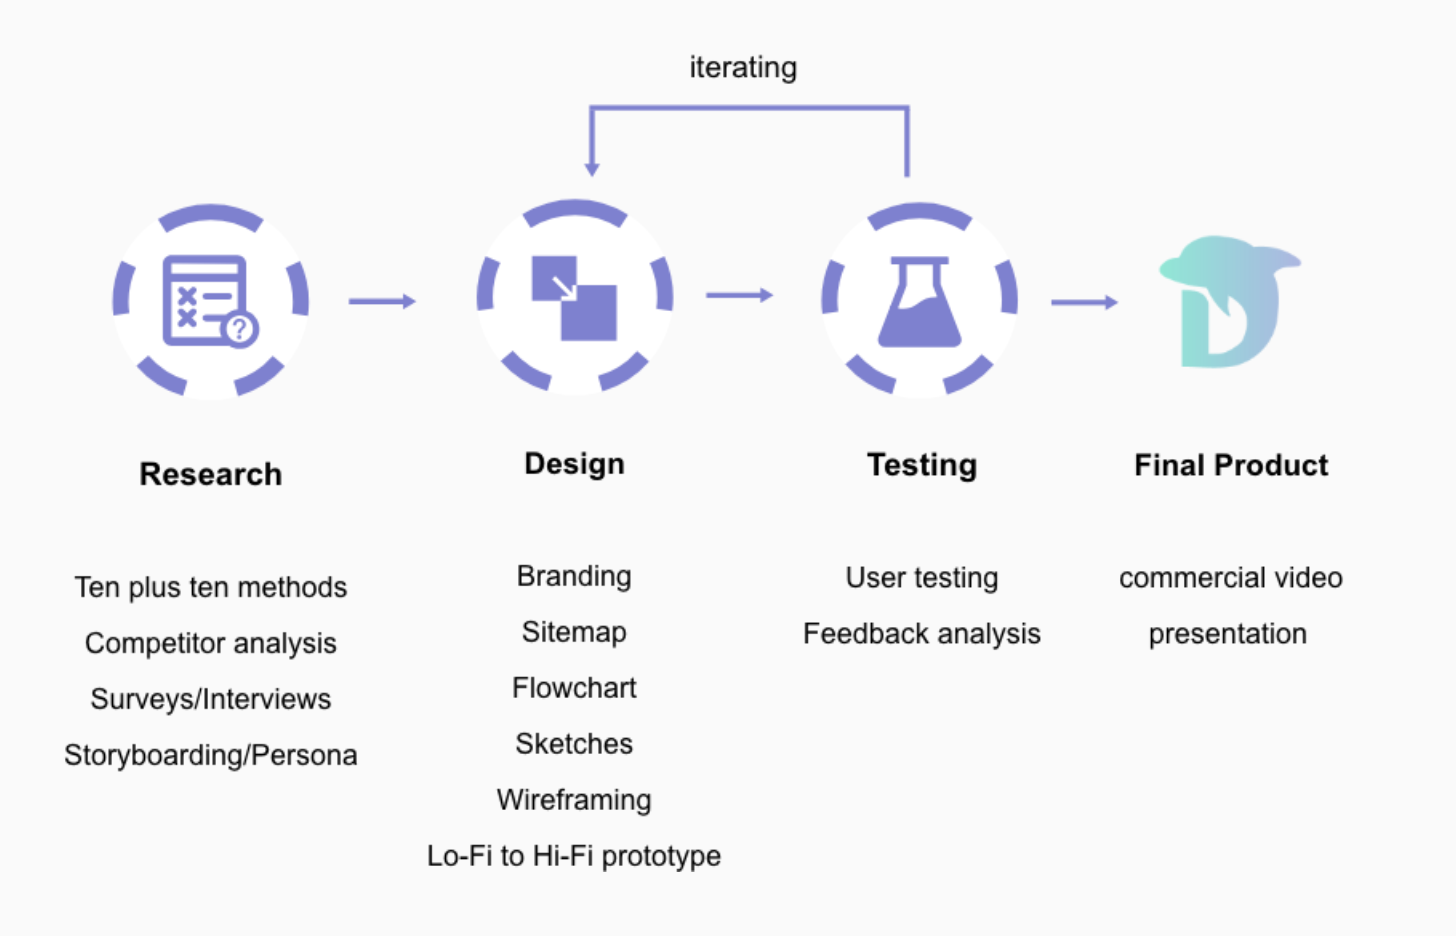 iterating
Research
Design
Testing
Final Product
Ten plus ten methods
Competitor analysis
Surveys/Interviews
Storyboarding/Persona
Branding
Sitemap
Flowchart
Sketches
Wireframing
Lo-Fi to Hi-Fi prototype
User testing
Feedback analysis
commercial video
presentation